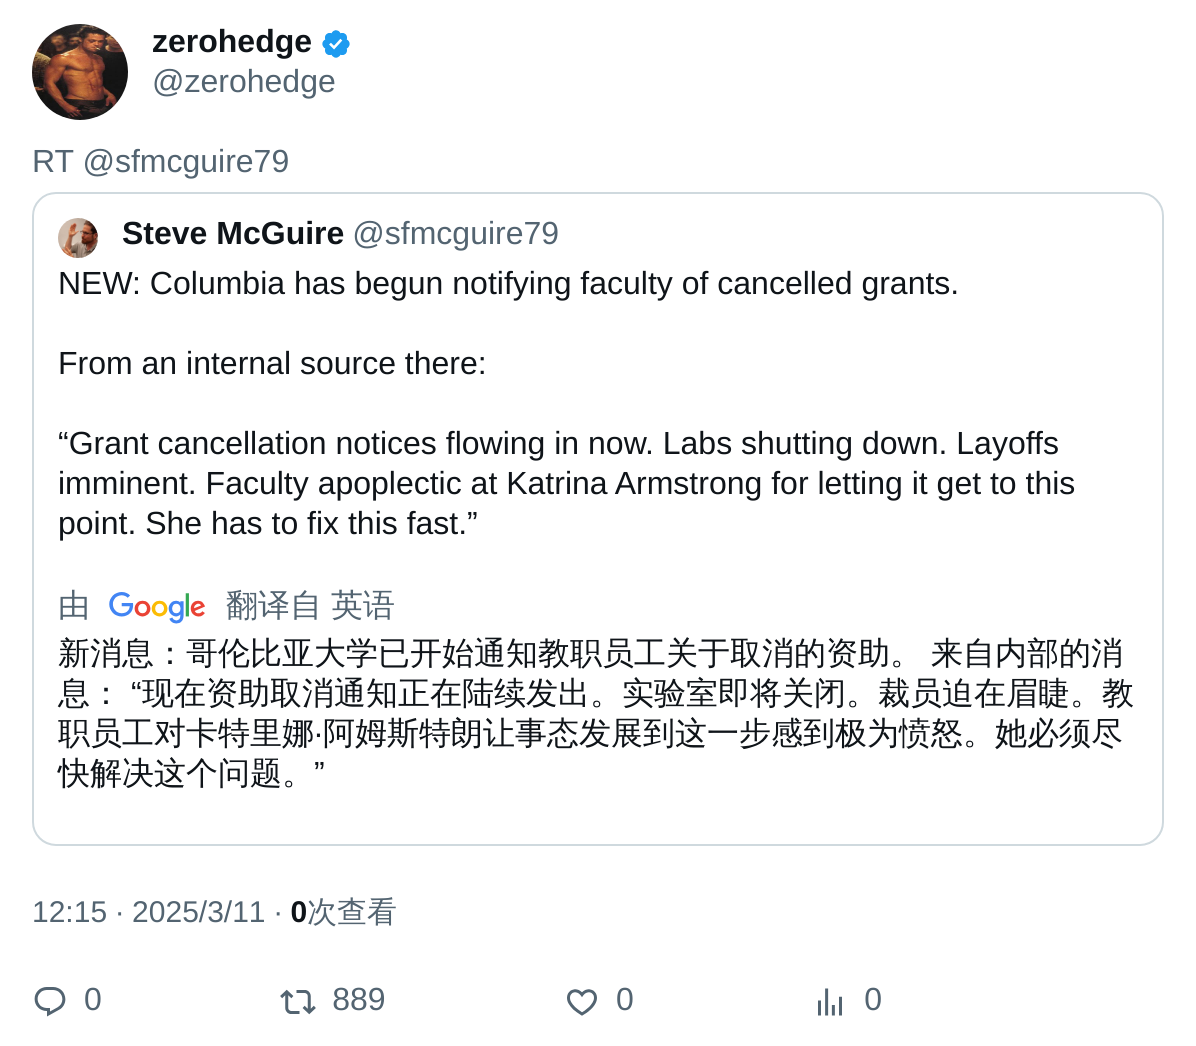 zerohedge
@zerohedge
RT @sfmcguire79
Steve McGuire @sfmcguire79
NEW: Columbia has begun notifying faculty of cancelled grants.
From an internal source there:
“Grant cancellation notices flowing in now. Labs shutting down. Layoffs
imminent. Faculty apoplectic at Katrina Armstrong for letting it get to this
point. She has to fix this fast.”
由 Google 翻译自 英语
新消息：哥伦比亚大学已开始通知教职员工关于取消的资助。 来自内部的消
息： “现在资助取消通知正在陆续发出。实验室即将关闭。裁员迫在眉睫。教
职员工对卡特里娜·阿姆斯特朗让事态发展到这一步感到极为愤怒。她必须尽
快解决这个问题。”
12:15 · 2025/3/11 · 0次查看
0 889 0 0